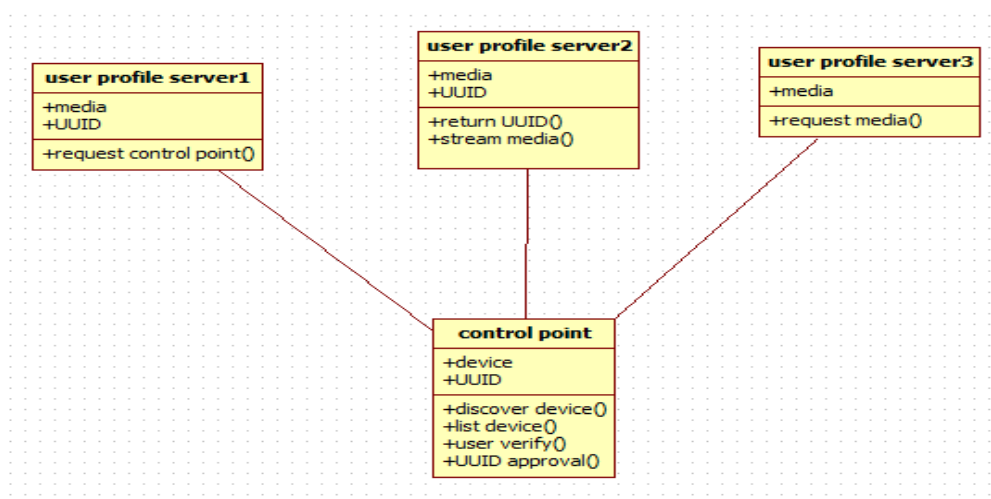 user profile server1
+media
+UUID
+request control point()
user profile server2
+media
+UUID
+return UUID()
+stream media()
user profile server3
+media
+request media()
control point
+device
+UUID
+discover device()
+list device()
+user verify()
+UUID approval()